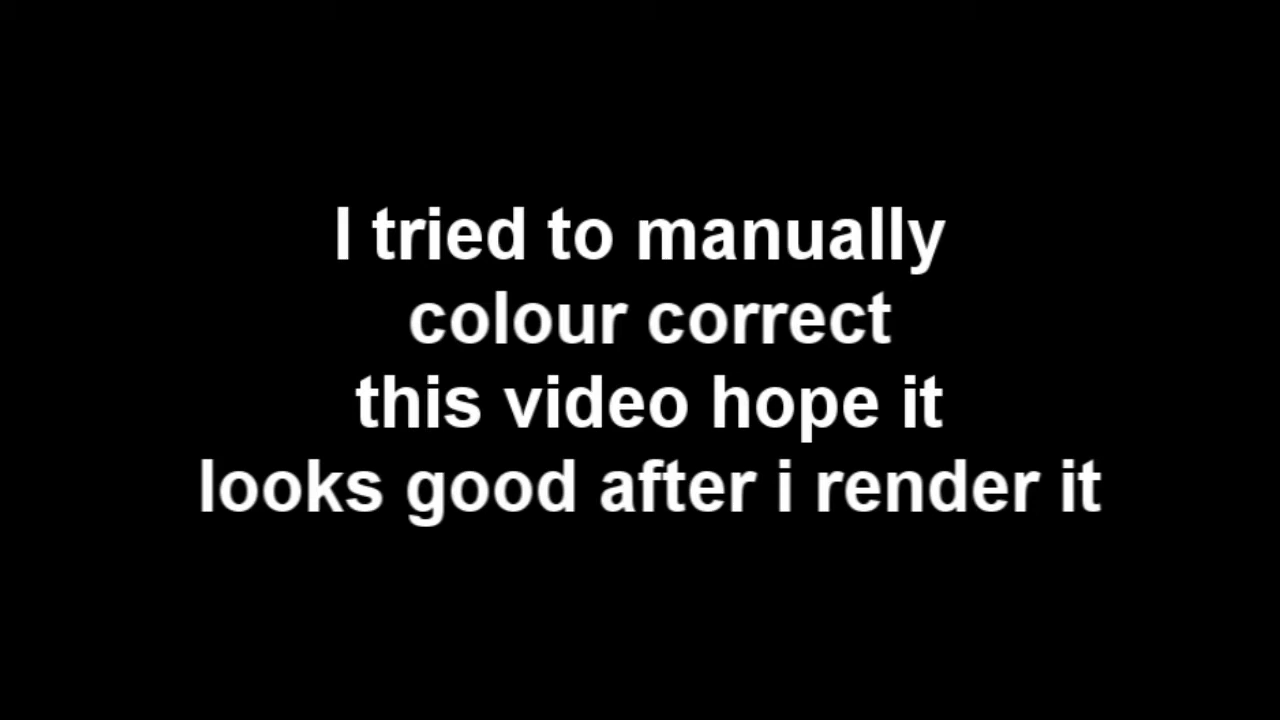 I tried to manually
colour correct
this video hope it
looks good after i render it